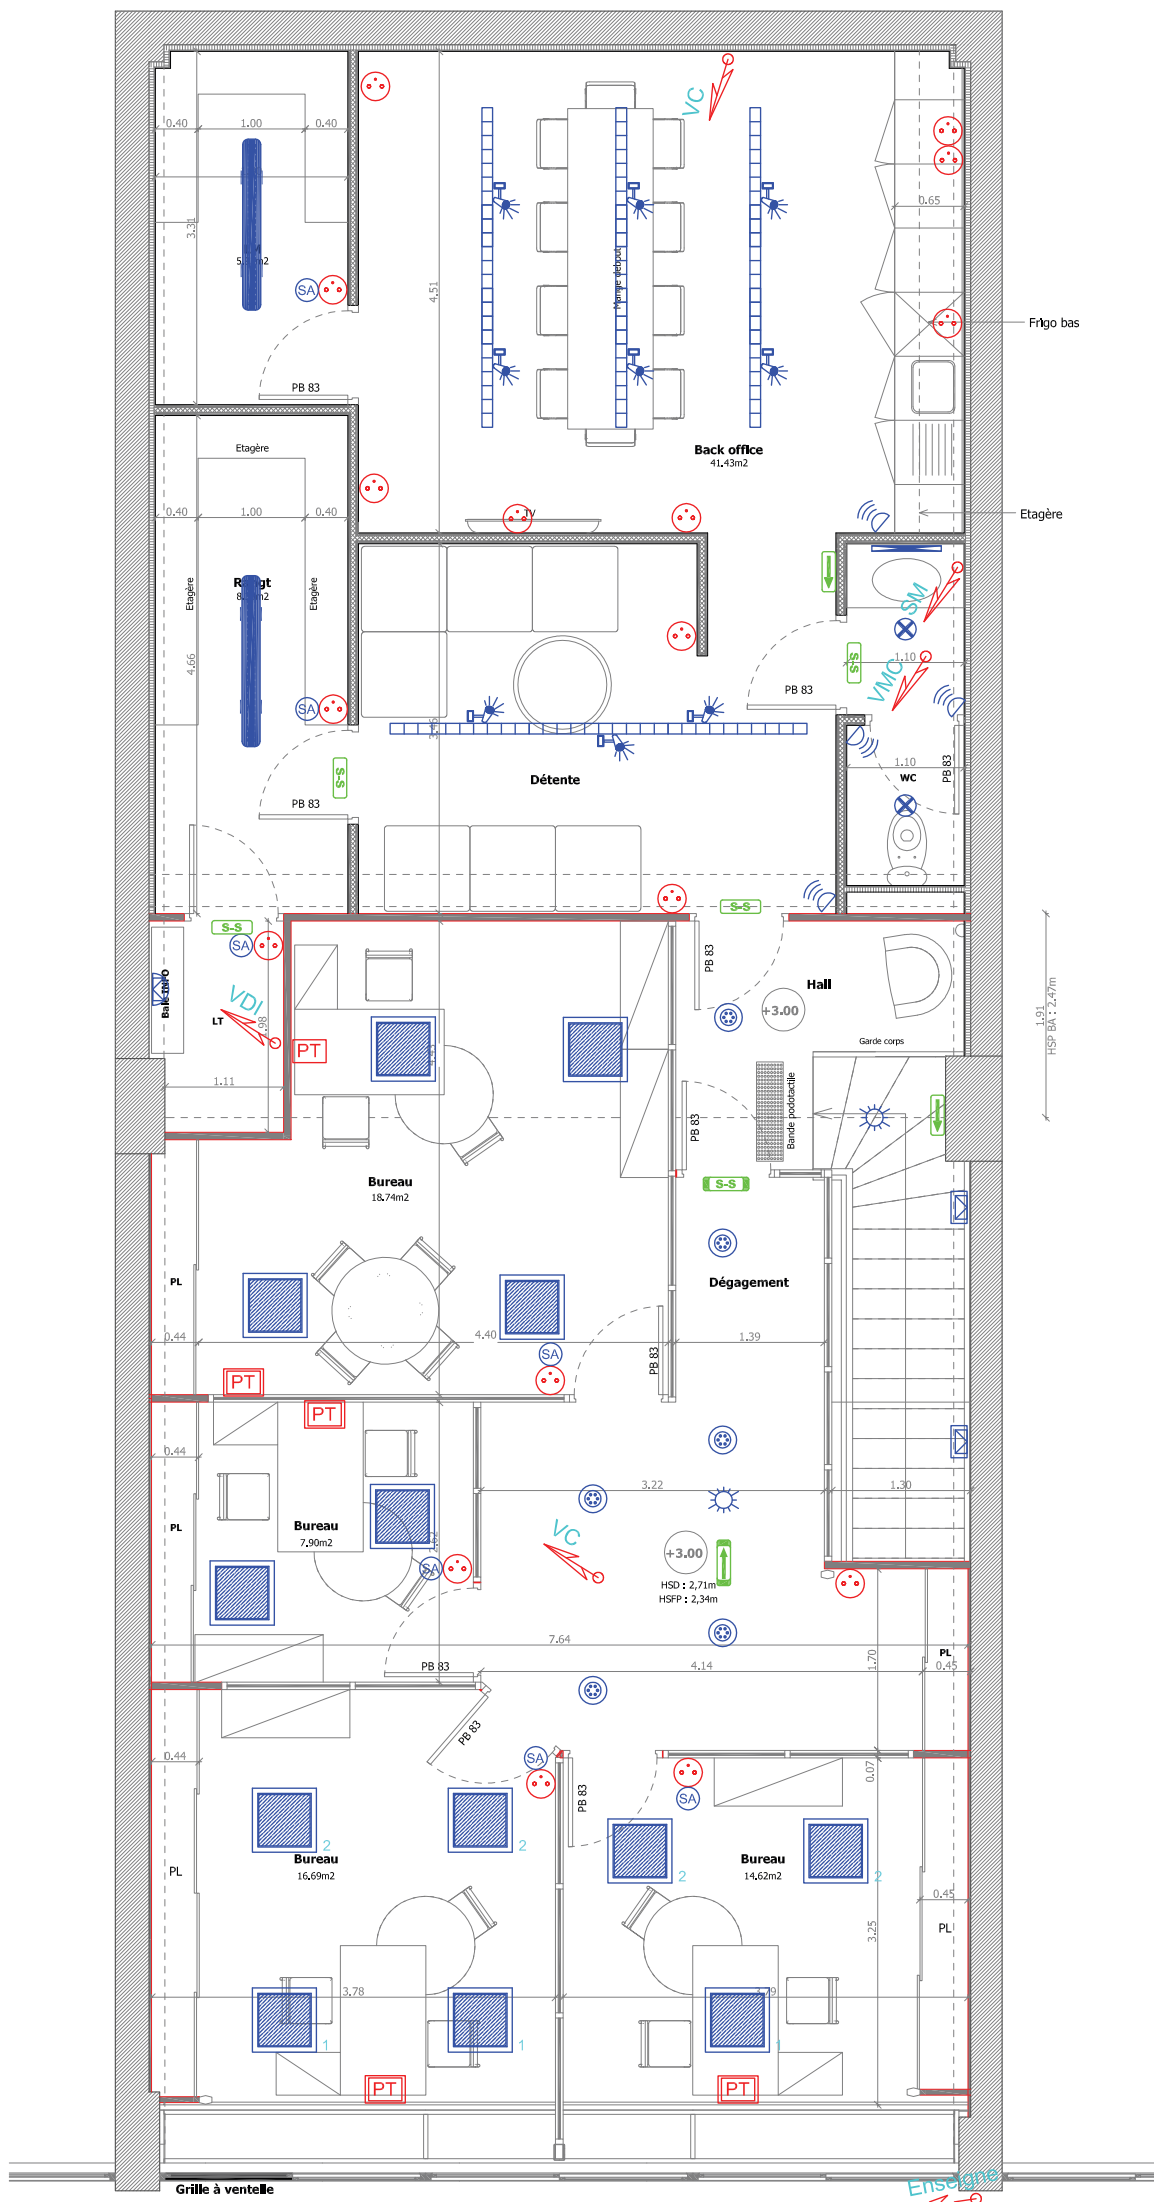 VC
0.40
1.00
0.40
0.65
3.31
SA
4.51
Mange debout
Frigo bas
PB 83
Back office
41.43m2
Etagère
0.40
1.00
0.40
TV
Etagère
Etagère
Etagère
4.66
SM
1.10
VMC
PB 83
S-S
SA
3.46
S-S
PB 83
Détente
1.10
WC
PB 83
S-S
S-S
SA
Baie INFO
VDI
LT
PT
1.11
PB 83
Hall
+3.00
Garde corps
1.91
HSP BA : 2.47m
PB 83
Bande podotactile
Bureau
18.74m2
S-S
Dégagement
PL
0.44
4.40
1.39
SA
PB 83
PT
PT
0.44
PL
Bureau
7.90m2
3.22
1.30
VC
SA
+3.00
HSD : 2,71m
HSFP : 2,34m
7.64
PB 83
4.14
1.70
PL
0.45
PB 83
0.44
SA
PB 83
SA
0.07
2
2
2
PL
Bureau
16.69m2
Bureau
14.62m2
0.45
PL
3.25
3.78
3.79
1
1
1
PT
PT
Grille à ventelle
Enseigne